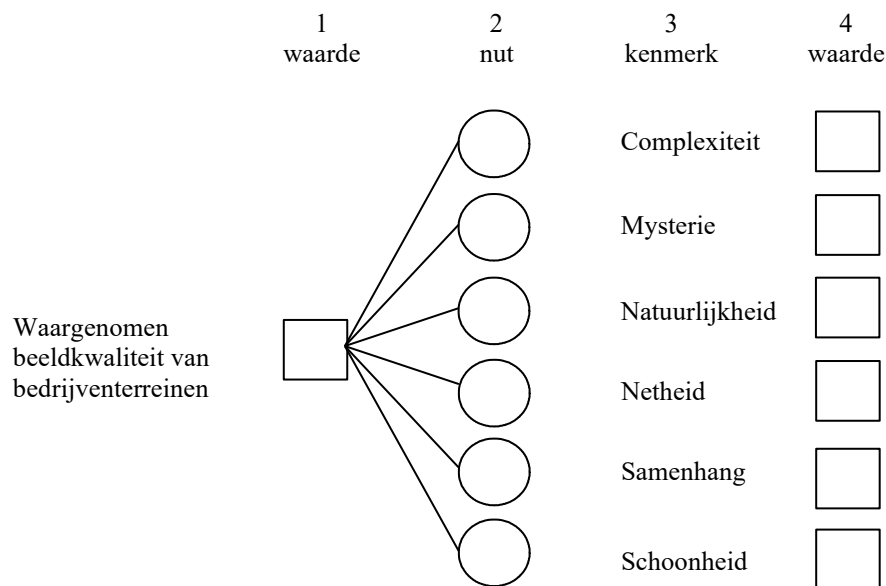 1 2 3 4
waarde nut kenmerk waarde
Complexiteit
Mysterie
Natuurlijkheid
Waargenomen
beeldkwaliteit van
bedrijventerreinen
Netheid
Samenhang
Schoonheid